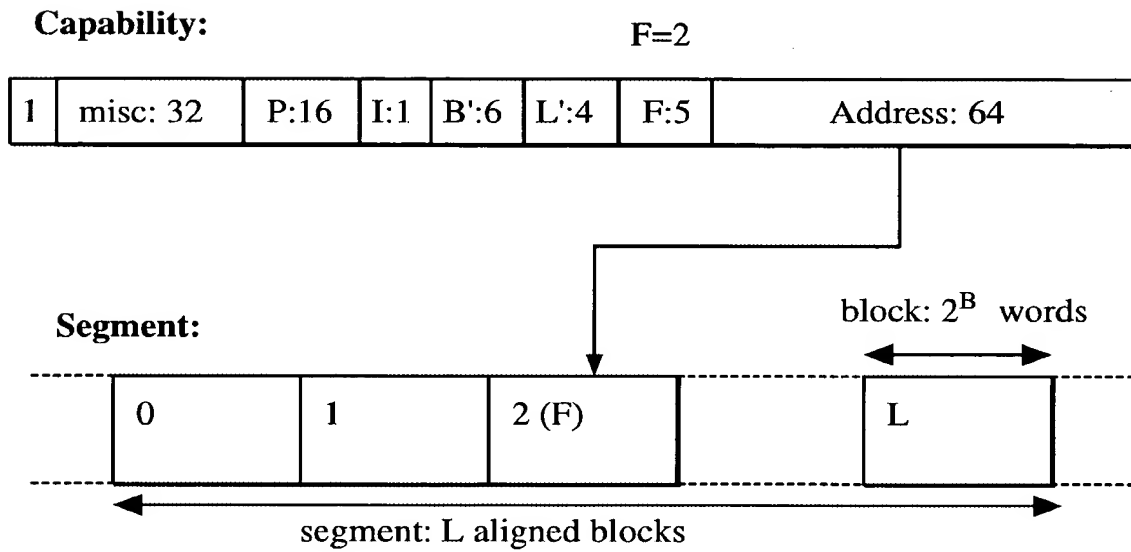 Capability:
F=2
1 misc: 32 P:16 I:1 B':6 L':4 F:5 Address: 64
block: 2^B words
Segment:
0 1 2 (F) L
segment: L aligned blocks